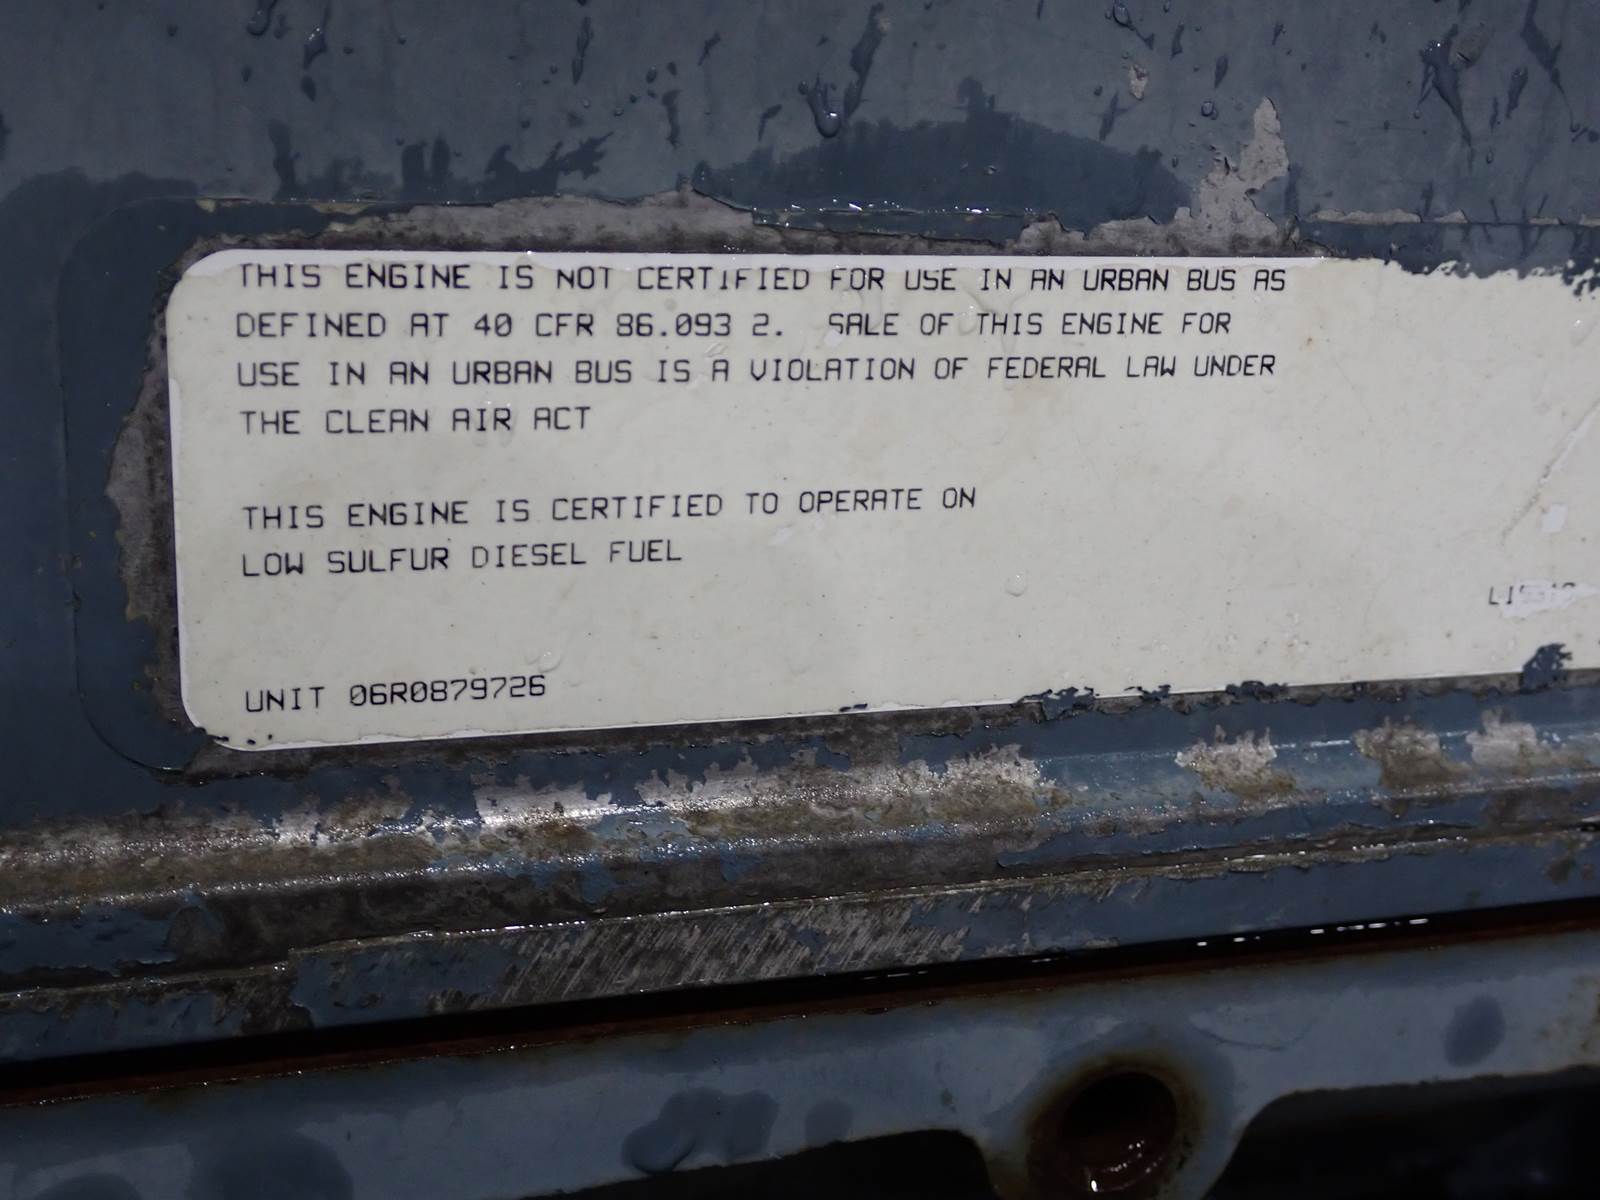 THIS ENGINE IS NOT CERTIFIED FOR USE IN AN URBAN BUS AS
DEFINED AT 40 CFR 86.093 2. SALE OF THIS ENGINE FOR
USE IN AN URBAN BUS IS A VIOLATION OF FEDERAL LAW UNDER
THE CLEAN AIR ACT
THIS ENGINE IS CERTIFIED TO OPERATE ON
LOW SULFUR DIESEL FUEL
UNIT 06R0879726